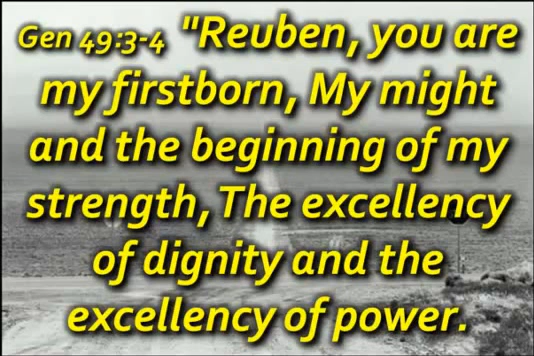 Gen 49:3-4 "Reuben, you are
my firstborn, My might
and the beginning of my
strength, The excellency
of dignity and the
excellency of power.